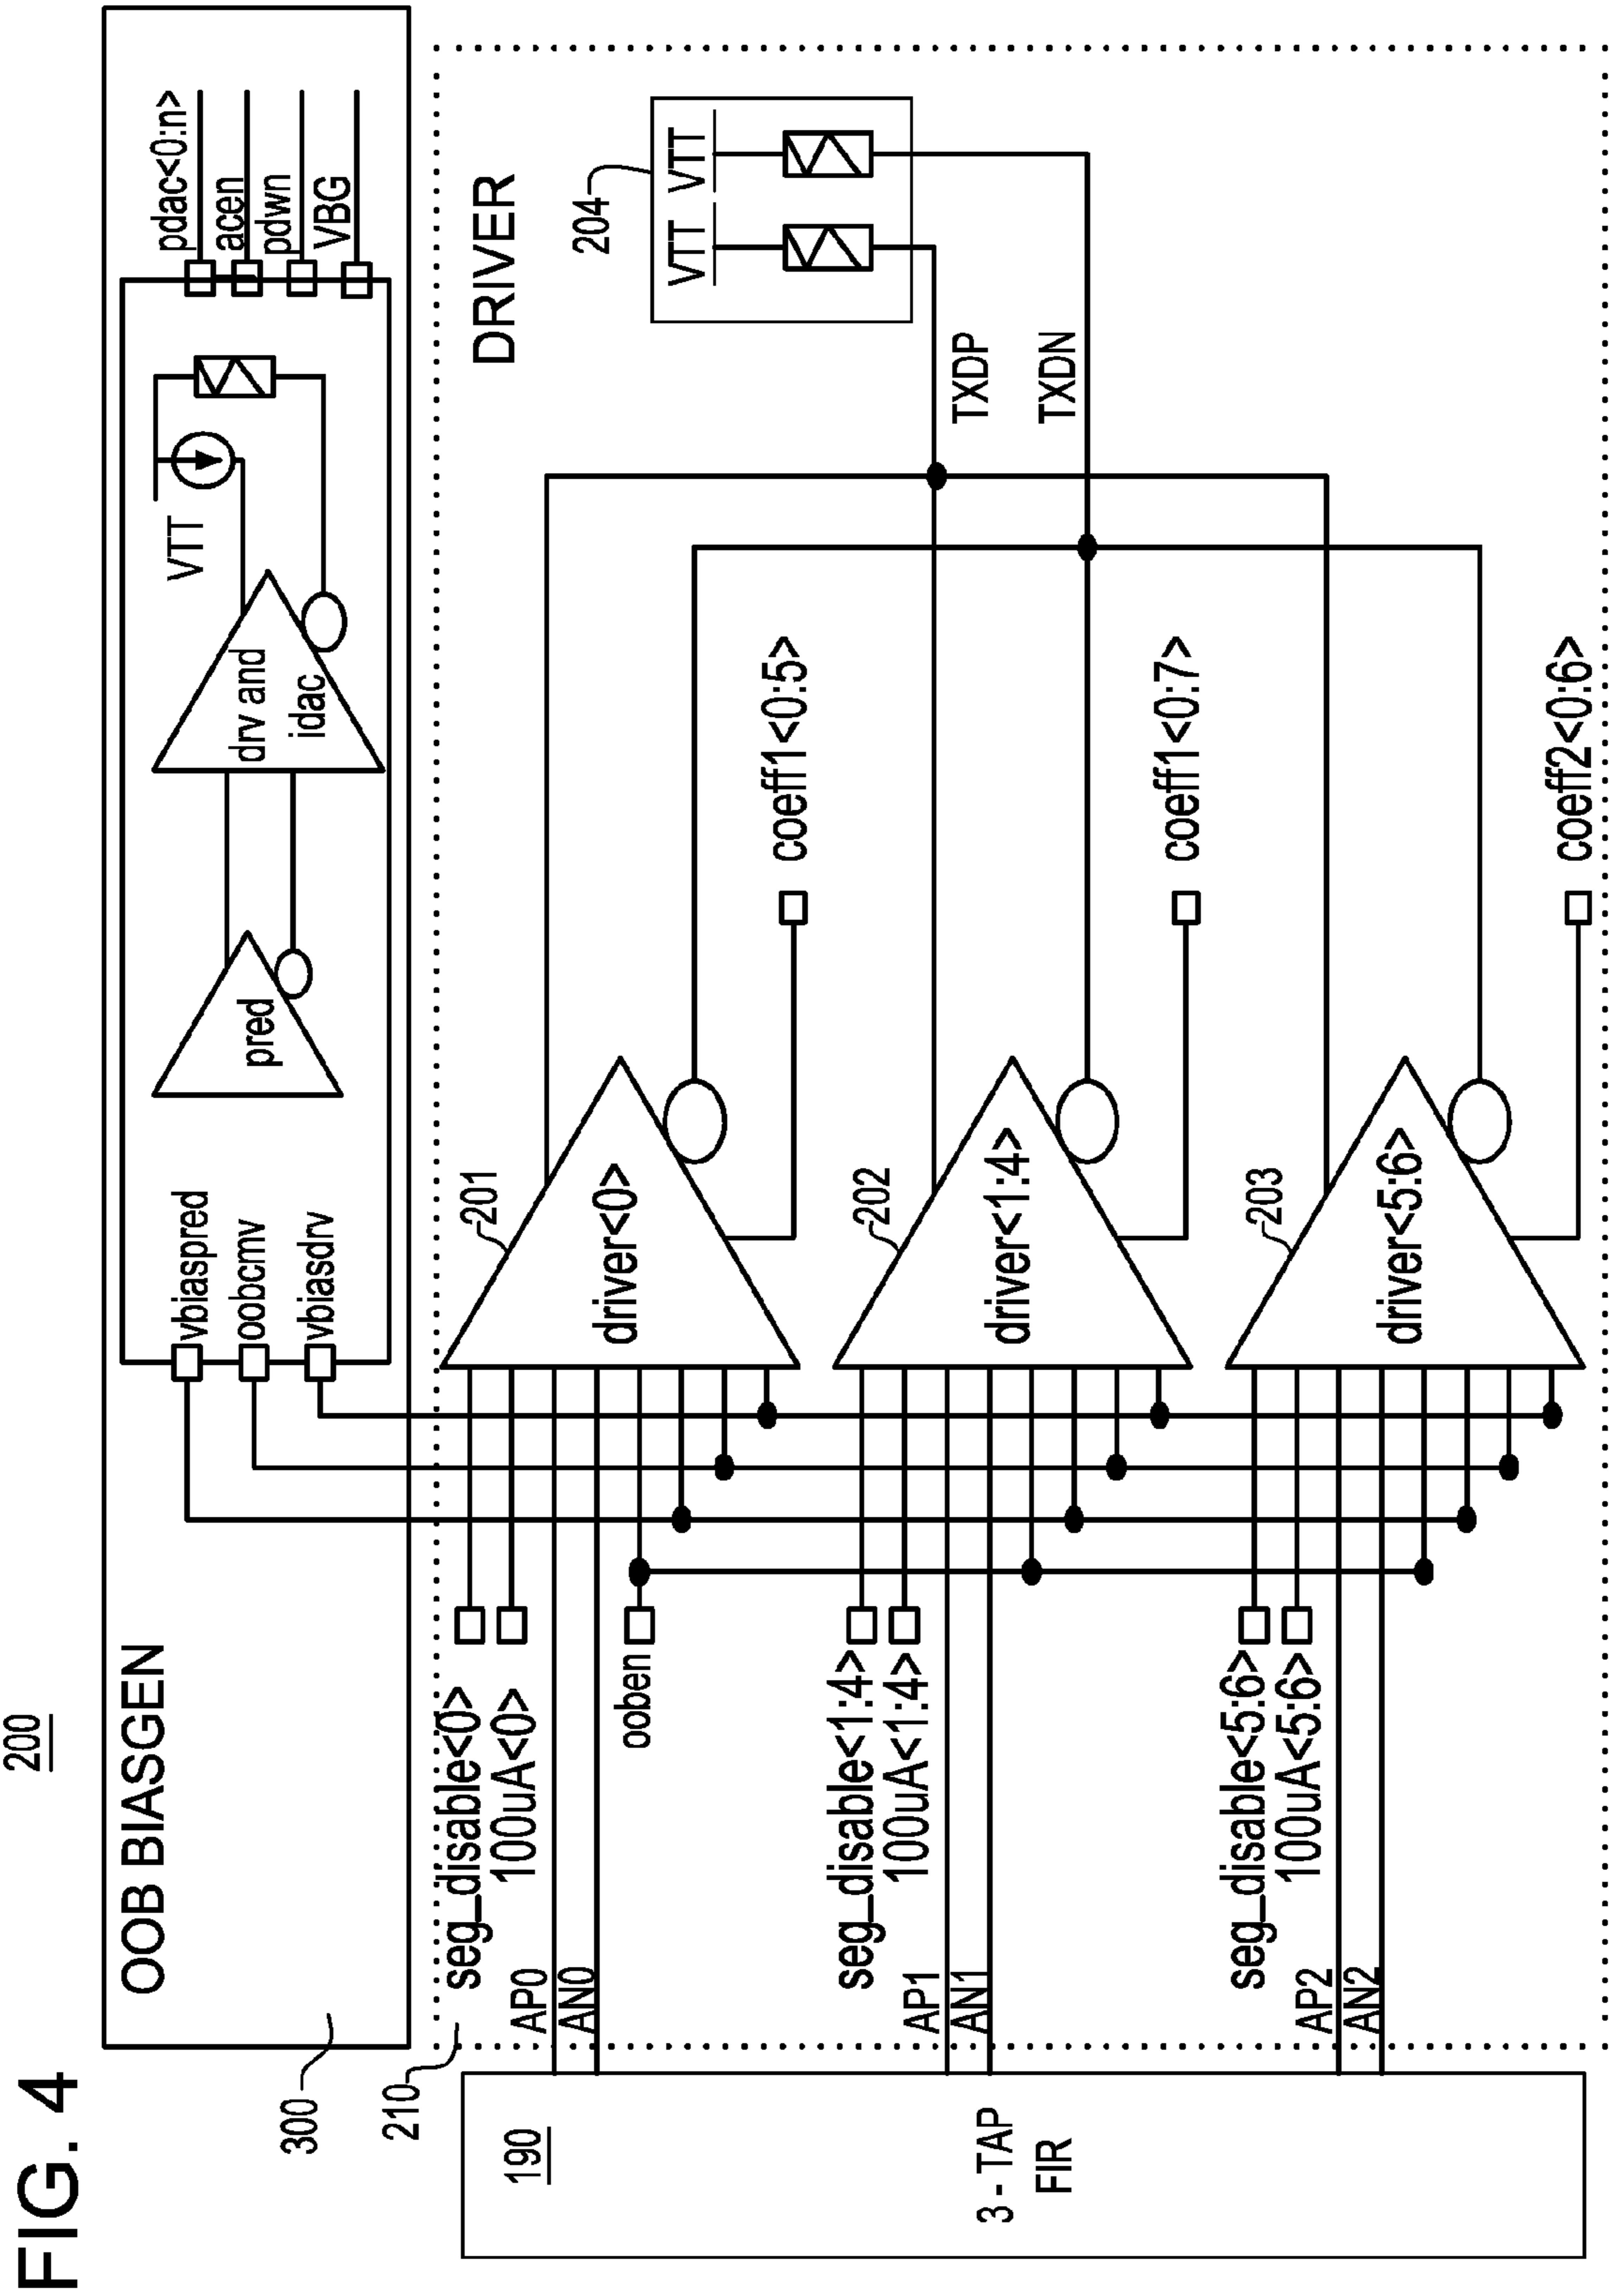 FIG. 4
200
OOB BIASGEN
300
vbiaspred
oobcmv
vbiasdrv
pred
drv and
idac
VTT
pdac<0:n>
acen
pdwn
VBG
210
DRIVER
190
3 - TAP
FIR
seg_disable<0>
100uA<0>
AP0
AN0
ooben
201
driver<0>
coeff1<0:5>
204
VTT
VTT
TXDP
TXDN
seg_disable<1:4>
100uA<1:4>
AP1
AN1
202
driver<1:4>
coeff1<0:7>
seg_disable<5:6>
100uA<5:6>
AP2
AN2
203
driver<5:6>
coeff2<0:6>